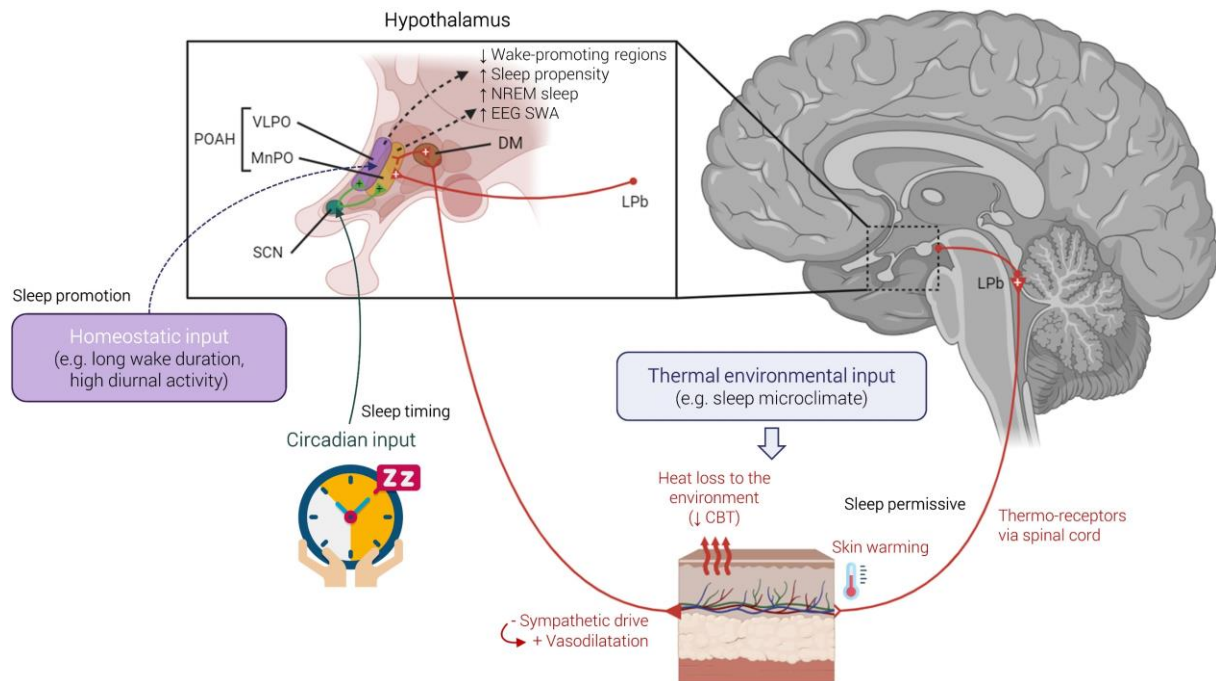 Hypothalamus
↓ Wake-promoting regions
↑ Sleep propensity
↑ NREM sleep
↑ EEG SWA
VLPO
POAH
MnPO
DM
LPb
SCN
LPb
Sleep promotion
Homeostatic input
(e.g. long wake duration,
high diurnal activity)
Thermal environmental input
(e.g. sleep microclimate)
Sleep timing
Circadian input
ZZ
Heat loss to the
environment
(↓ CBT)
Sleep permissive
Skin warming
Thermo-receptors
via spinal cord
- Sympathetic drive
+ Vasodilatation